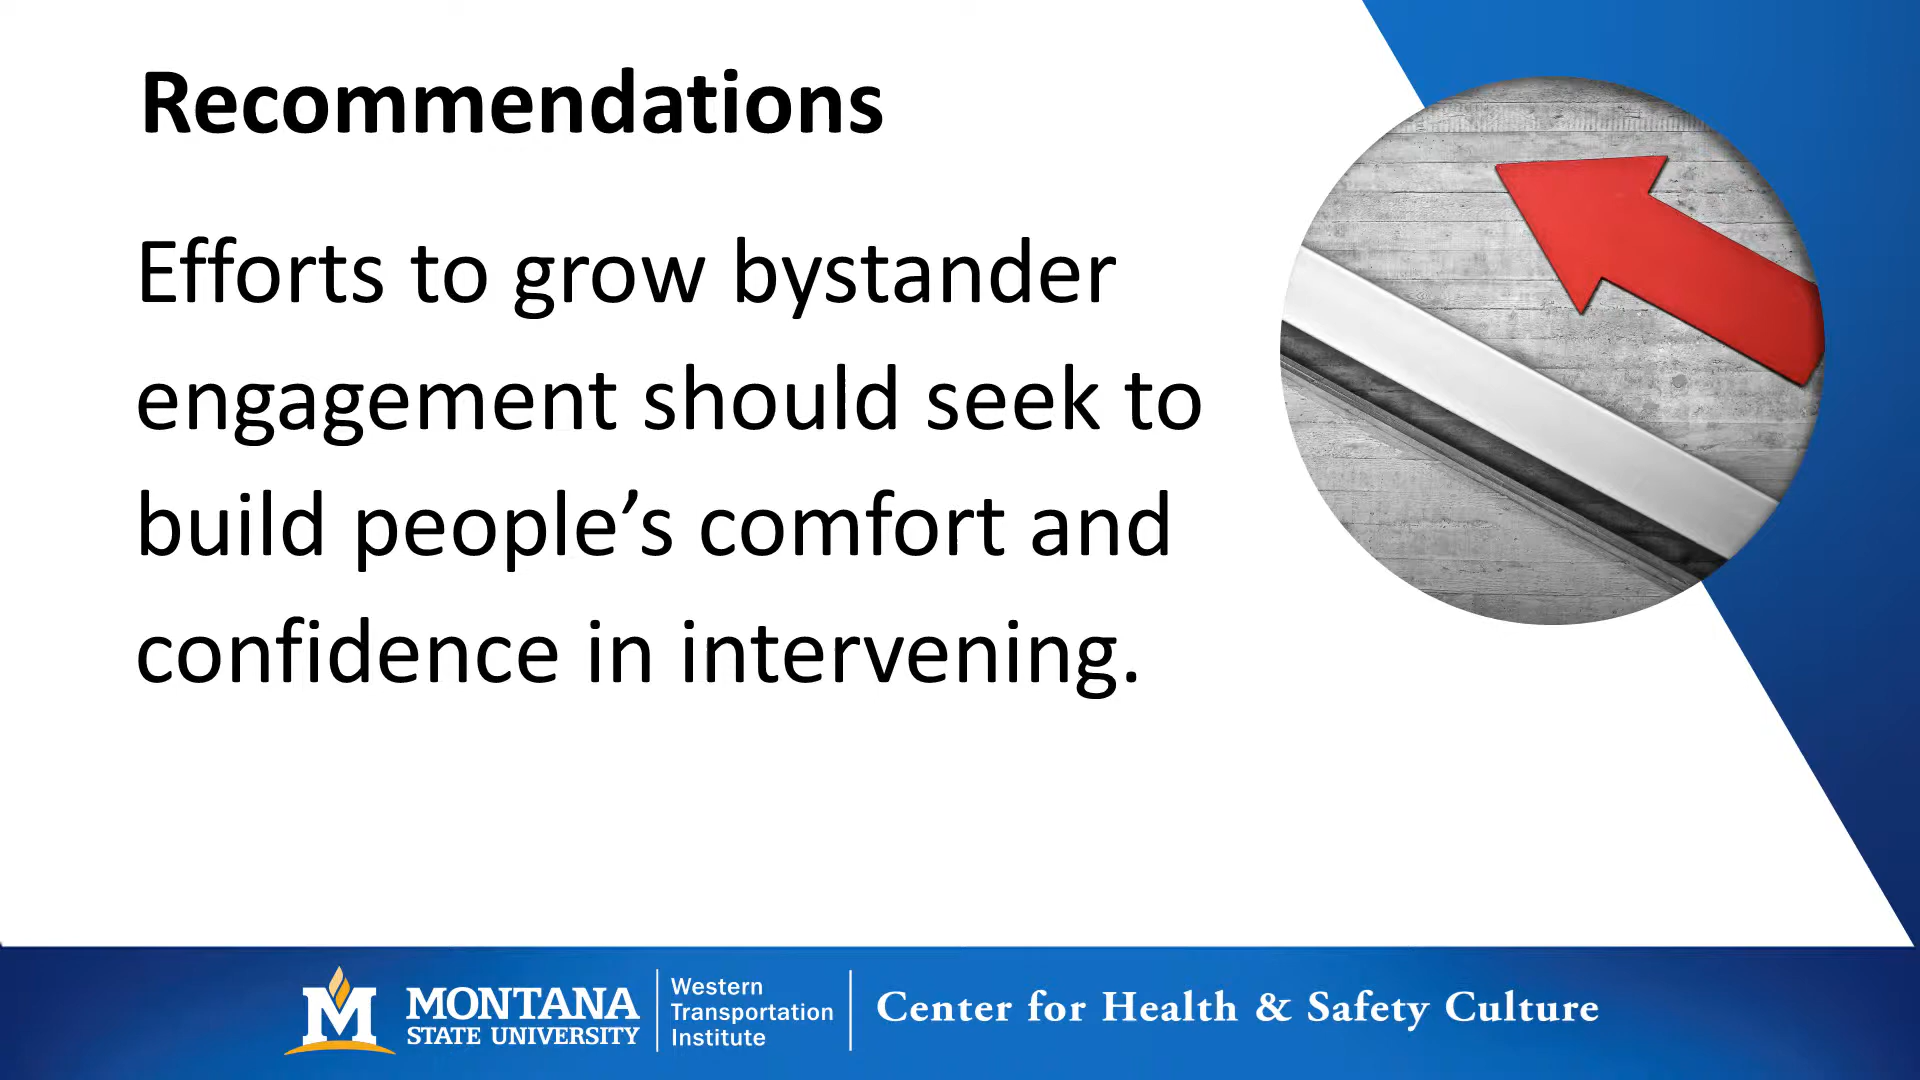 Recommendations
Efforts to grow bystander
engagement should seek to
build people’s comfort and
confidence in intervening.
M MONTANA
STATE UNIVERSITY
Western
Transportation
Institute
Center for Health & Safety Culture